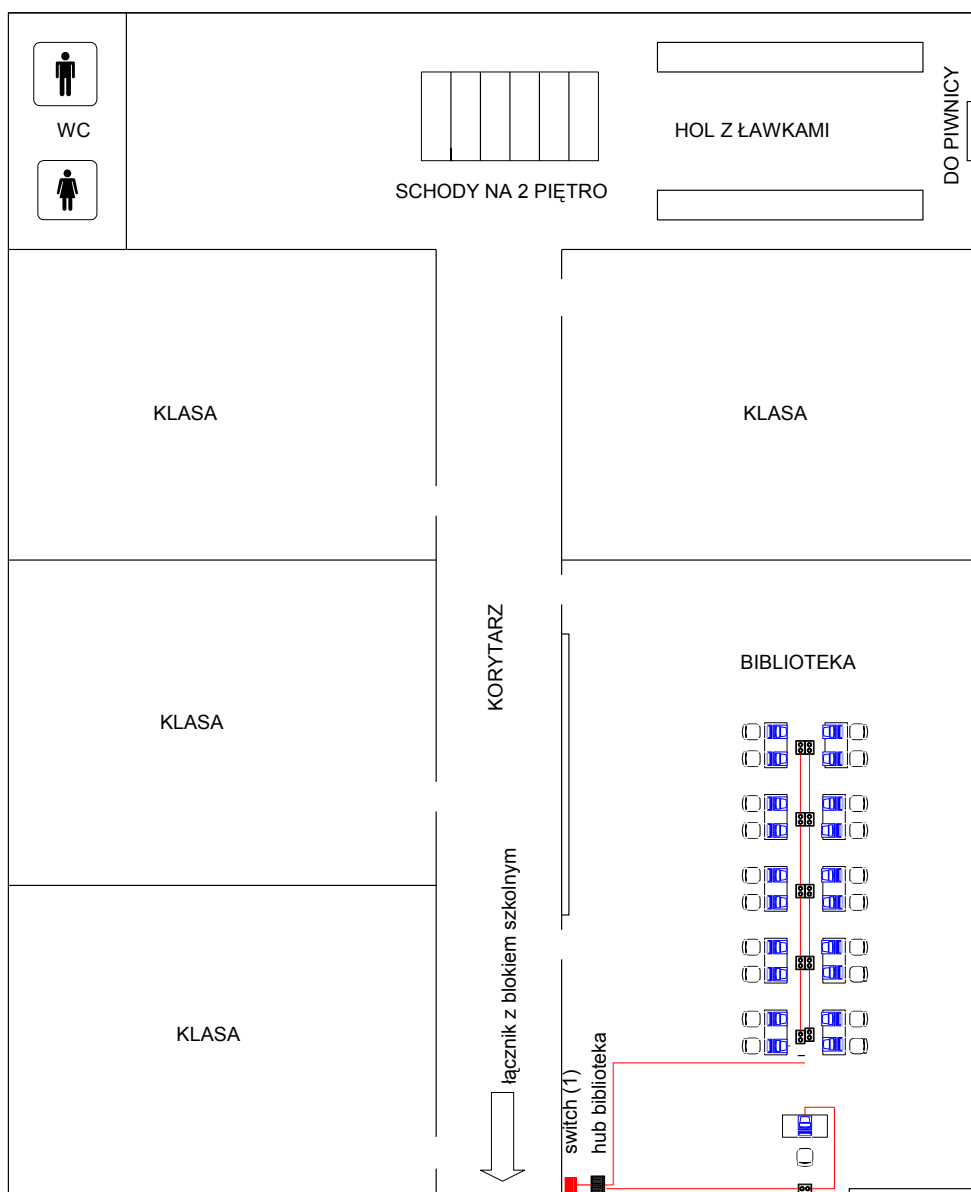 WC
SCHODY NA 2 PIĘTRO
HOL Z ŁAWKAMI
DO PIWNICY
KLASA
KLASA
KORYTARZ
BIBLIOTEKA
KLASA
KLASA
łącznik z blokiem szkolnym
switch (1)
hub biblioteka